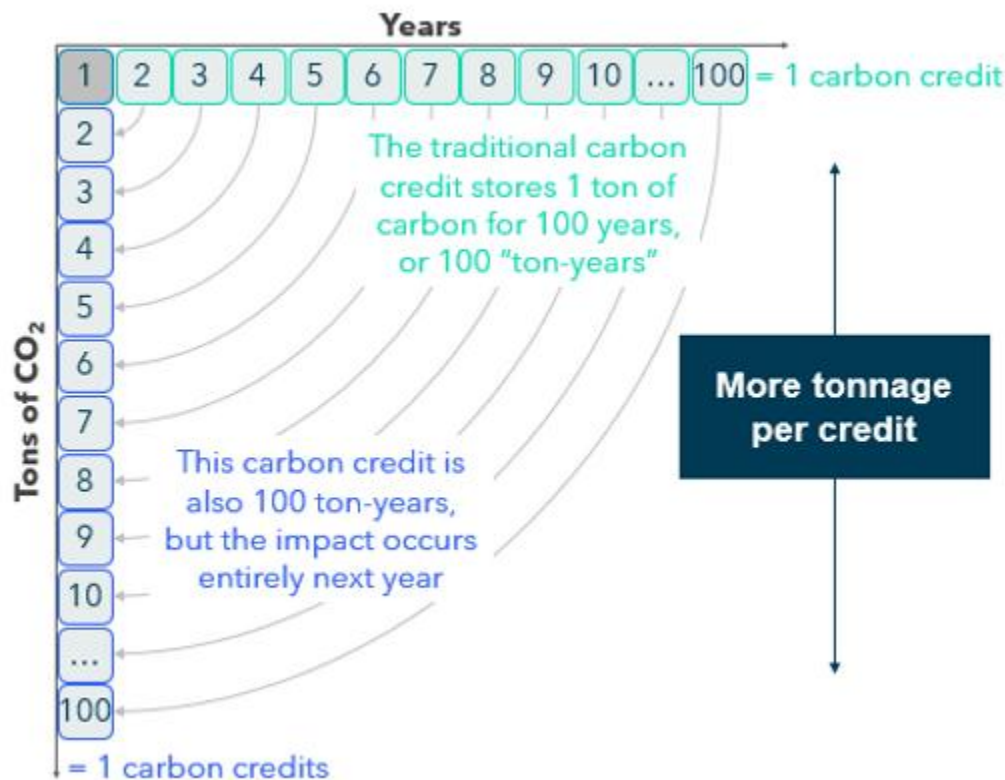 Years
1 2 3 4 5 6 7 8 9 10 ... 100 = 1 carbon credit
2
3
4
5
6
7
8
9
10
...
100
= 1 carbon credits
Tons of CO₂
The traditional carbon
credit stores 1 ton of
carbon for 100 years,
or 100 "ton-years"
This carbon credit is
also 100 ton-years,
but the impact occurs
entirely next year
More tonnage
per credit